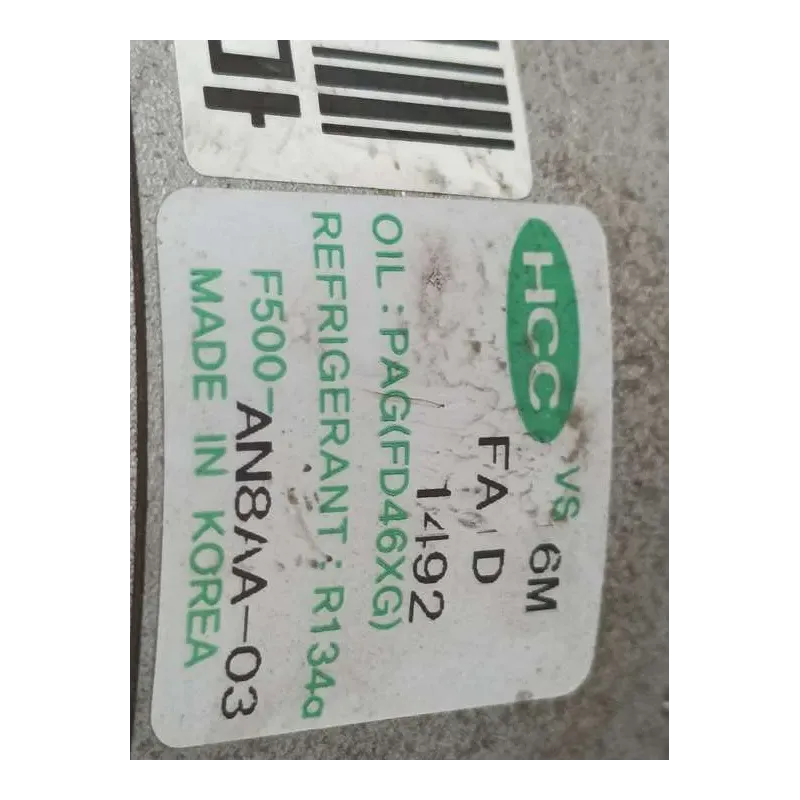 HCC VS 6M
FA D
1492
OIL : PAG(FD46XG)
REFRIGERANT : R134a
F500-AN8AA-03
MADE IN KOREA